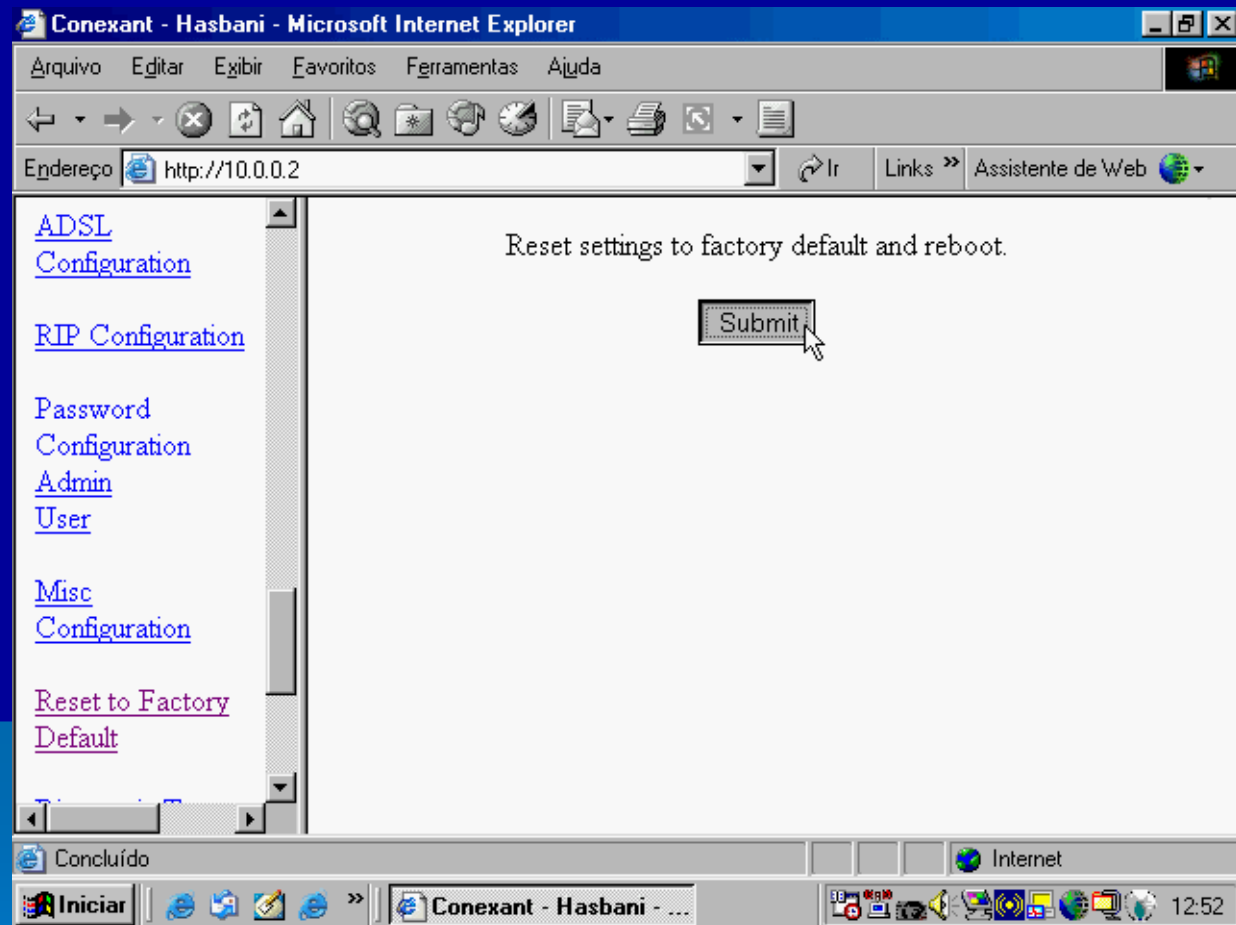 Conexant - Hasbani - Microsoft Internet Explorer
Arquivo Editar Exibir Favoritos Ferramentas Ajuda
Endereço http://10.0.0.2 Ir Links » Assistente de Web
ADSL
Configuration
RIP Configuration
Password
Configuration
Admin
User
Misc
Configuration
Reset to Factory
Default
Reset settings to factory default and reboot.
Submit
Concluído Internet
Iniciar » Conexant - Hasbani - ... 12:52